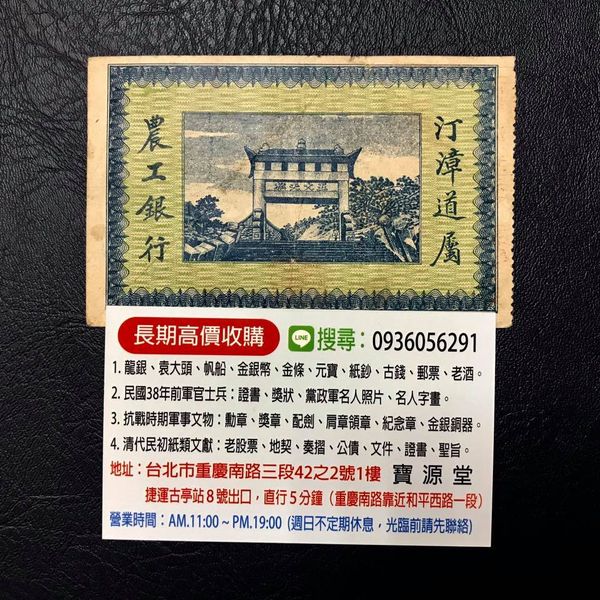 汀漳道屬
農工銀行
長期高價收購 LINE 搜尋：0936056291
1. 龍銀、袁大頭、帆船、金銀幣、金條、元寶、紙鈔、古錢、郵票、老酒。
2. 民國38年前軍官士兵：證書、獎狀、黨政軍名人照片、名人字畫。
3. 抗戰時期軍事文物：勳章、獎章、配劍、肩章領章、紀念章、金銀銅器。
4. 清代民初紙類文獻：老股票、地契、奏摺、公債、文件、證書、聖旨。
地址：台北市重慶南路三段42之2號1樓 寶源堂
捷運古亭站8號出口，直行5分鐘（重慶南路靠近和平西路一段）
營業時間：AM.11:00 ~ PM.19:00 (週日不定期休息，光臨前請先聯絡)